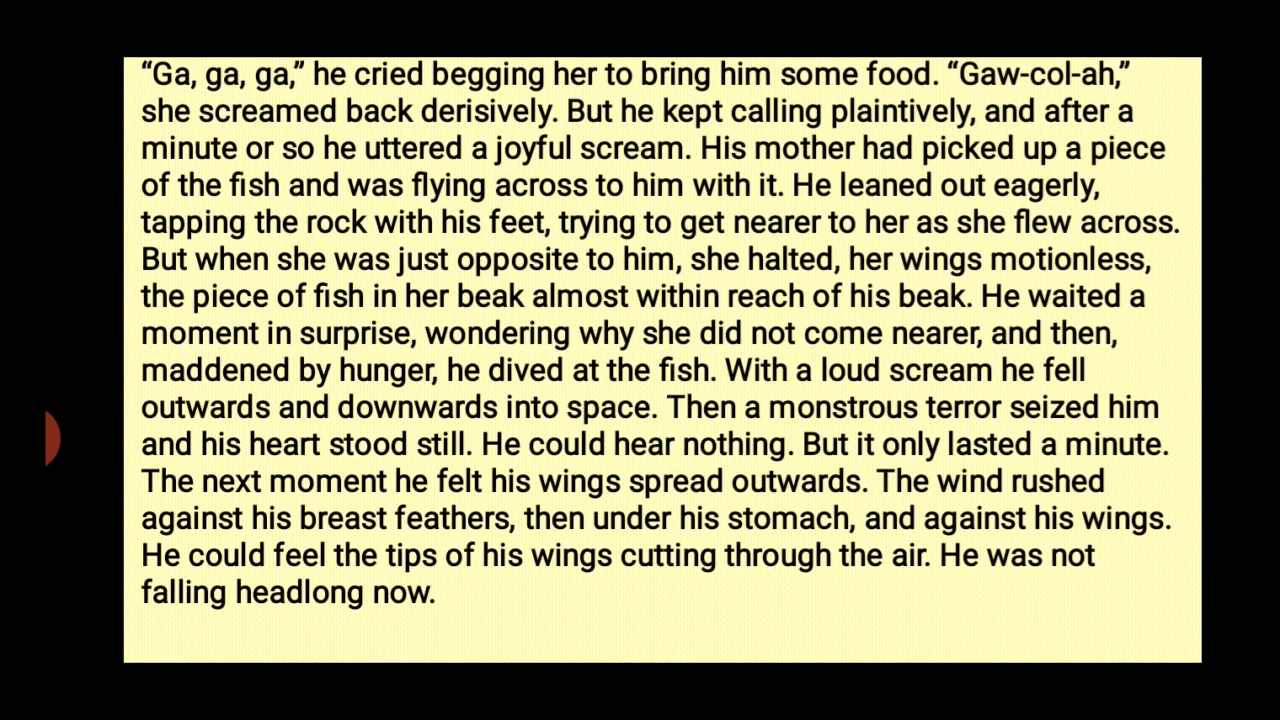 “Ga, ga, ga,” he cried begging her to bring him some food. “Gaw-col-ah,”
she screamed back derisively. But he kept calling plaintively, and after a
minute or so he uttered a joyful scream. His mother had picked up a piece
of the fish and was flying across to him with it. He leaned out eagerly,
tapping the rock with his feet, trying to get nearer to her as she flew across.
But when she was just opposite to him, she halted, her wings motionless,
the piece of fish in her beak almost within reach of his beak. He waited a
moment in surprise, wondering why she did not come nearer, and then,
maddened by hunger, he dived at the fish. With a loud scream he fell
outwards and downwards into space. Then a monstrous terror seized him
and his heart stood still. He could hear nothing. But it only lasted a minute.
The next moment he felt his wings spread outwards. The wind rushed
against his breast feathers, then under his stomach, and against his wings.
He could feel the tips of his wings cutting through the air. He was not
falling headlong now.